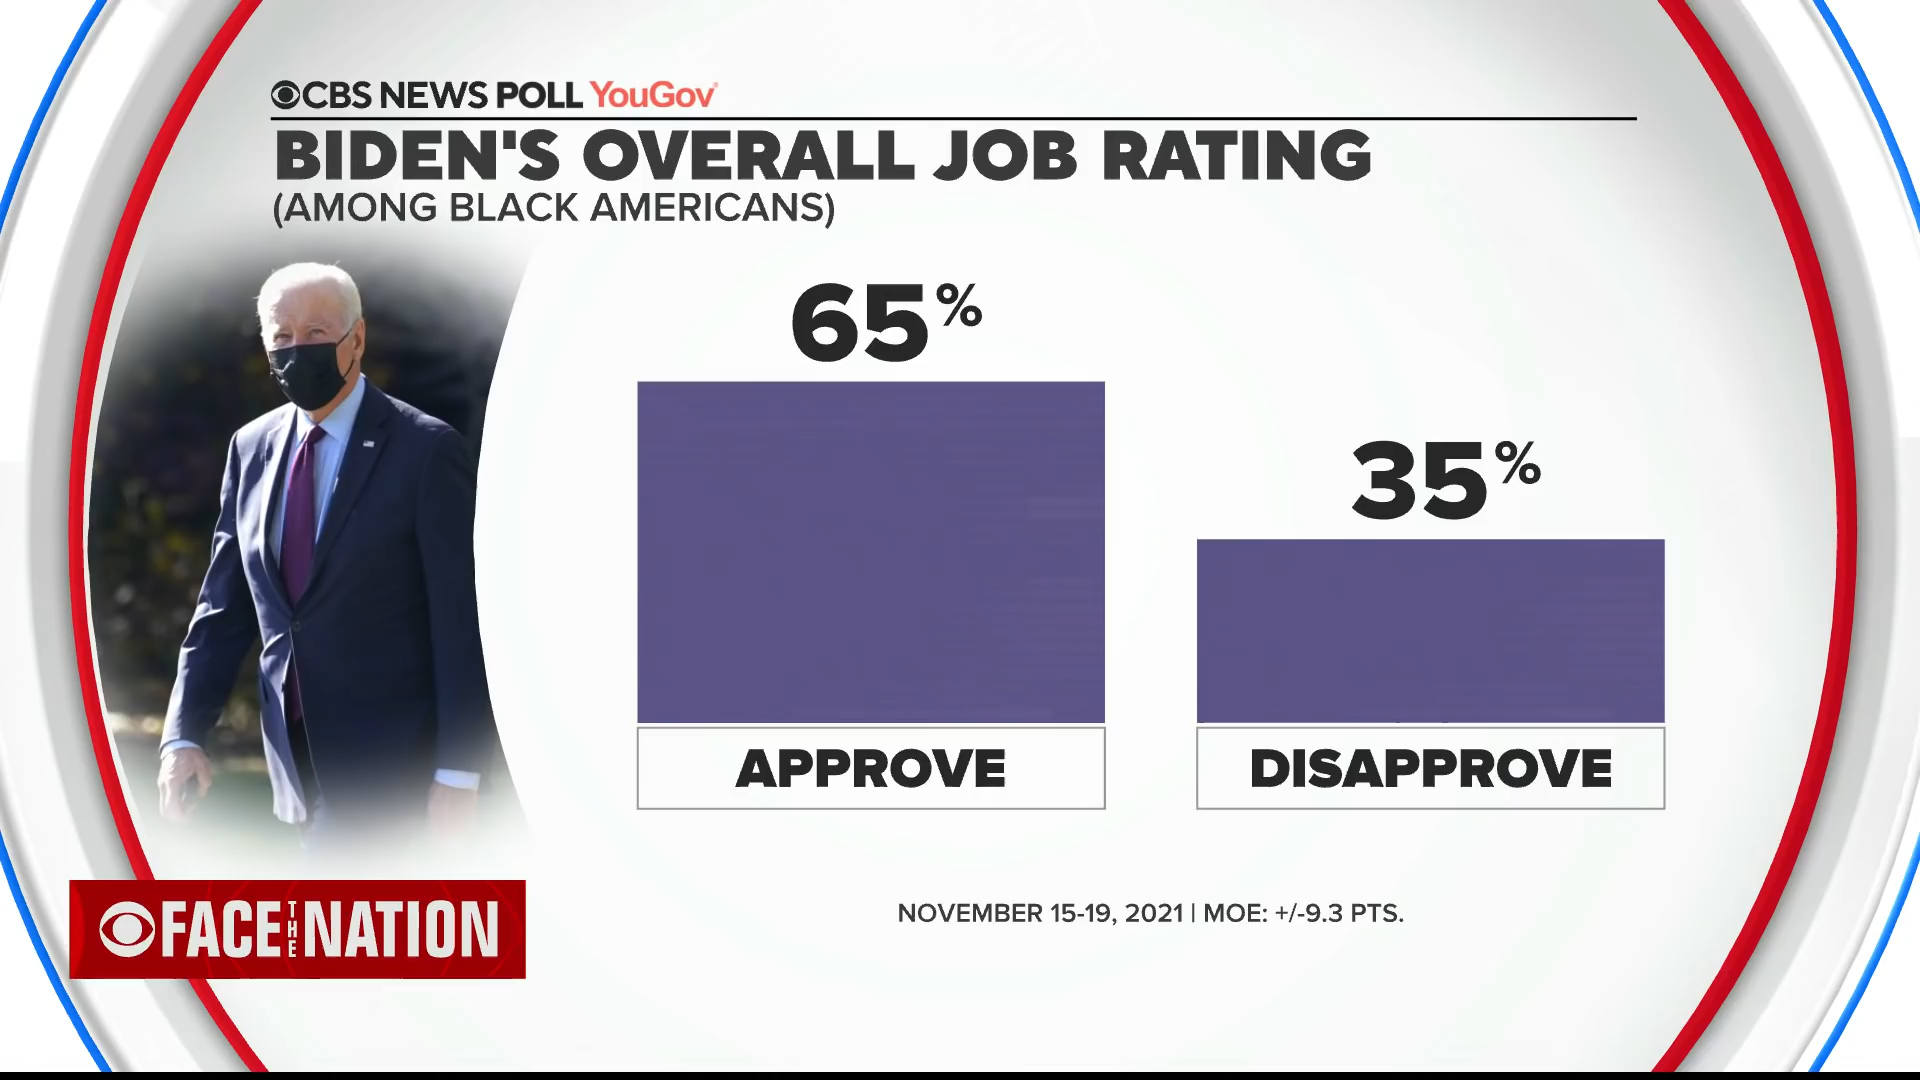 CBS NEWS POLL YouGov
BIDEN'S OVERALL JOB RATING
(AMONG BLACK AMERICANS)
65%
35%
APPROVE
DISAPPROVE
NOVEMBER 15-19, 2021 | MOE: +/-9.3 PTS.
FACE THE NATION